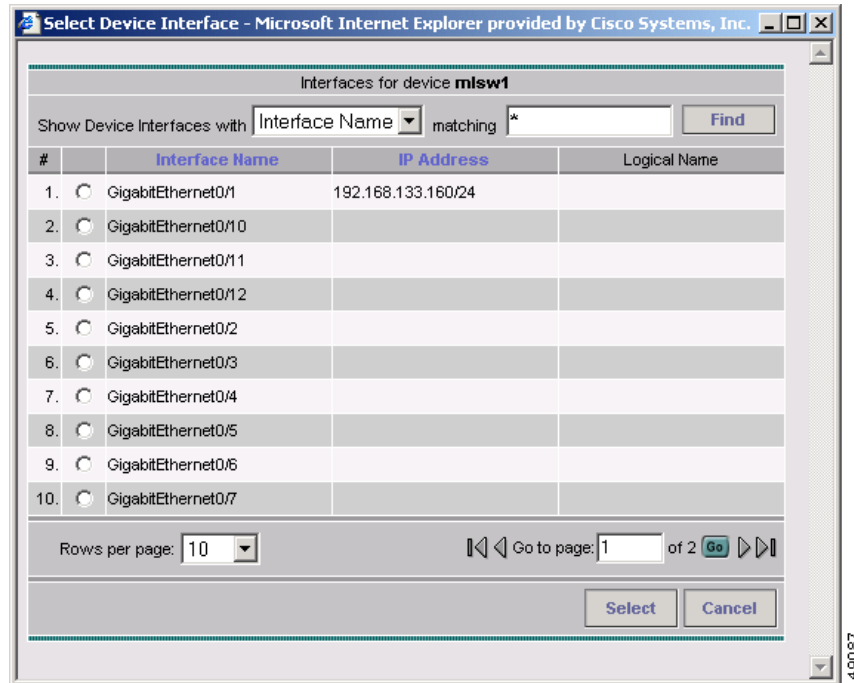 Select Device Interface - Microsoft Internet Explorer provided by Cisco Systems, Inc.
Interfaces for device mlsw1
Show Device Interfaces with Interface Name matching * Find
# Interface Name IP Address Logical Name
1. GigabitEthernet0/1 192.168.133.160/24
2. GigabitEthernet0/10
3. GigabitEthernet0/11
4. GigabitEthernet0/12
5. GigabitEthernet0/2
6. GigabitEthernet0/3
7. GigabitEthernet0/4
8. GigabitEthernet0/5
9. GigabitEthernet0/6
10. GigabitEthernet0/7
Rows per page: 10 Go to page: 1 of 2 Go
Select Cancel